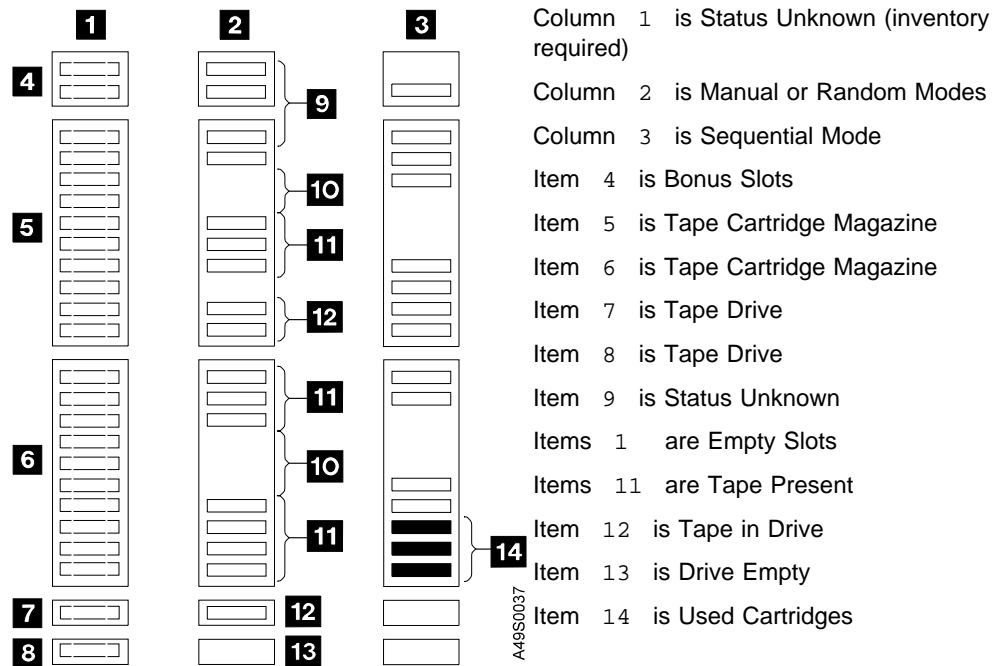 1 2 3
4
9
10
5
11
12
11
6
10
11
14
7 12
8 13
A49S0037
Column 1 is Status Unknown (inventory
required)
Column 2 is Manual or Random Modes
Column 3 is Sequential Mode
Item 4 is Bonus Slots
Item 5 is Tape Cartridge Magazine
Item 6 is Tape Cartridge Magazine
Item 7 is Tape Drive
Item 8 is Tape Drive
Item 9 is Status Unknown
Items 1 are Empty Slots
Items 11 are Tape Present
Item 12 is Tape in Drive
Item 13 is Drive Empty
Item 14 is Used Cartridges